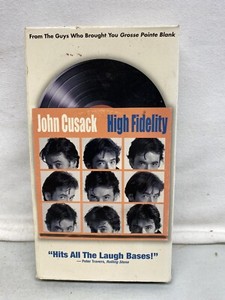 From The Guys Who Brought You Grosse Pointe Blank
John Cusack High Fidelity
"Hits All The Laugh Bases!"
— Peter Travers, Rolling Stone